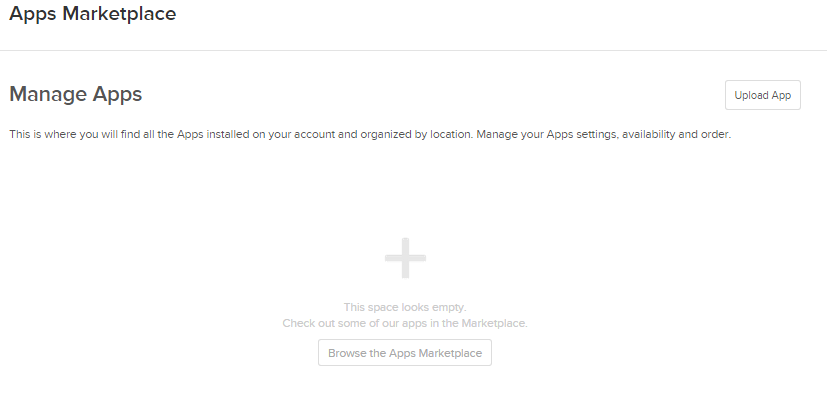 Apps Marketplace
Manage Apps
Upload App
This is where you will find all the Apps installed on your account and organized by location. Manage your Apps settings, availability and order.
This space looks empty.
Check out some of our apps in the Marketplace.
Browse the Apps Marketplace